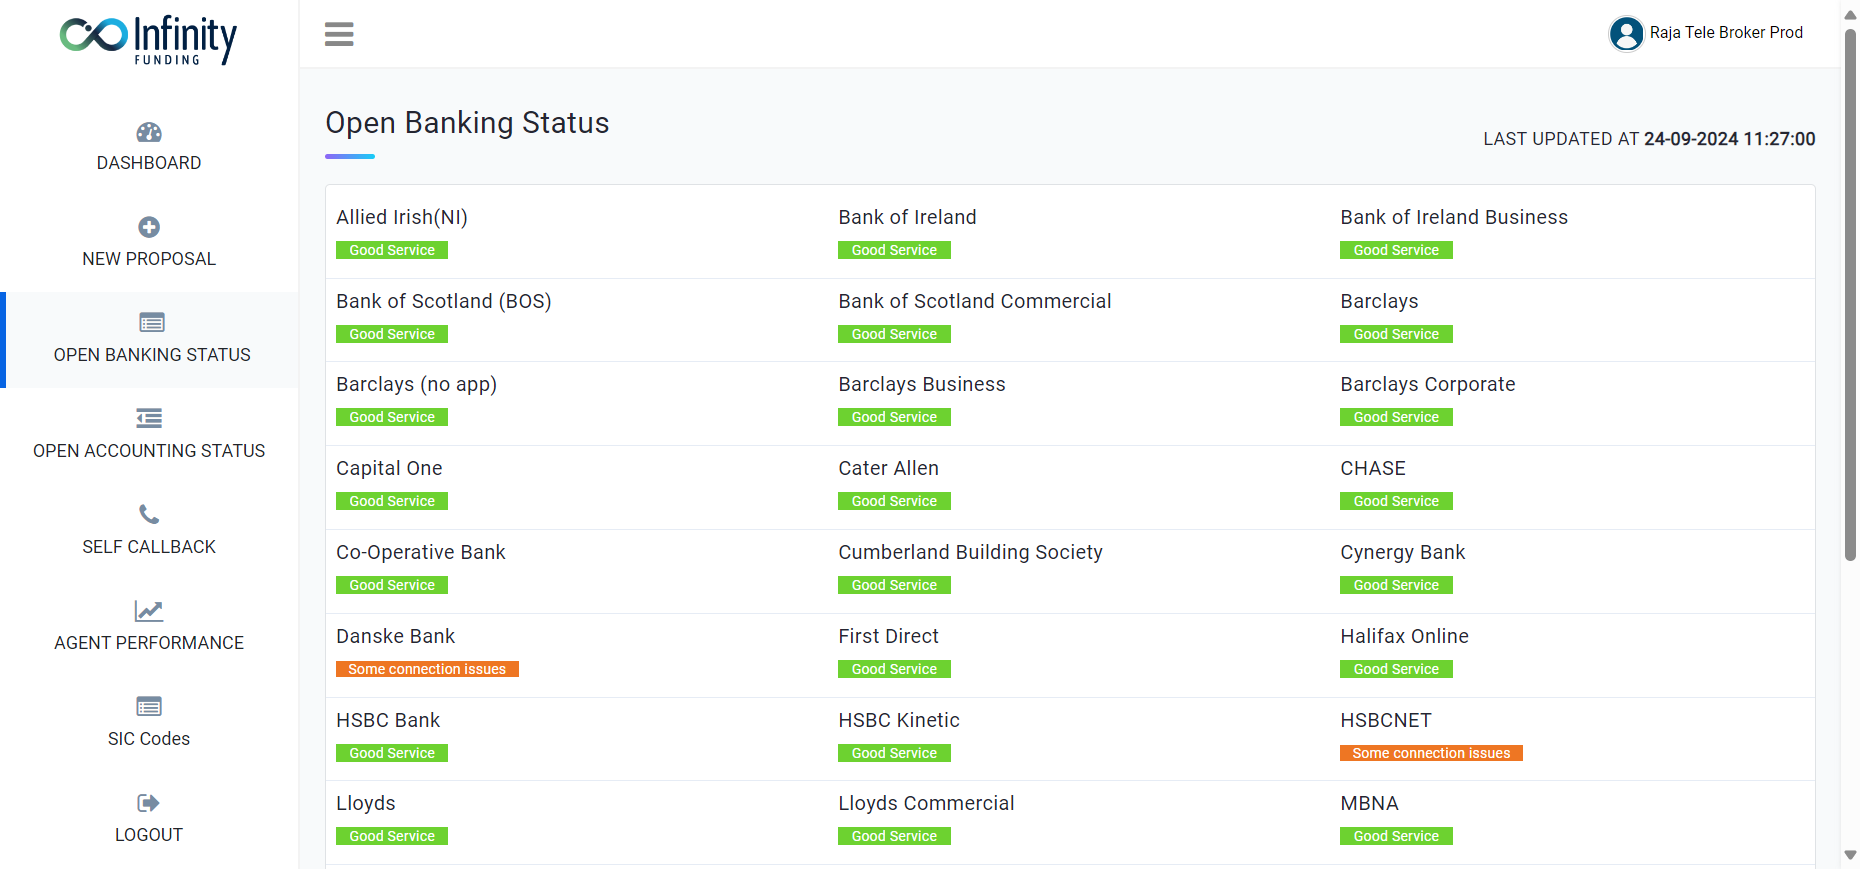 Infinity
FUNDING
Raja Tele Broker Prod
DASHBOARD
NEW PROPOSAL
OPEN BANKING STATUS
OPEN ACCOUNTING STATUS
SELF CALLBACK
AGENT PERFORMANCE
SIC Codes
LOGOUT
Open Banking Status
LAST UPDATED AT 24-09-2024 11:27:00
Allied Irish(NI)
Good Service
Bank of Ireland
Good Service
Bank of Ireland Business
Good Service
Bank of Scotland (BOS)
Good Service
Bank of Scotland Commercial
Good Service
Barclays
Good Service
Barclays (no app)
Good Service
Barclays Business
Good Service
Barclays Corporate
Good Service
Capital One
Good Service
Cater Allen
Good Service
CHASE
Good Service
Co-Operative Bank
Good Service
Cumberland Building Society
Good Service
Cynergy Bank
Good Service
Danske Bank
Some connection issues
First Direct
Good Service
Halifax Online
Good Service
HSBC Bank
Good Service
HSBC Kinetic
Good Service
HSBCNET
Some connection issues
Lloyds
Good Service
Lloyds Commercial
Good Service
MBNA
Good Service